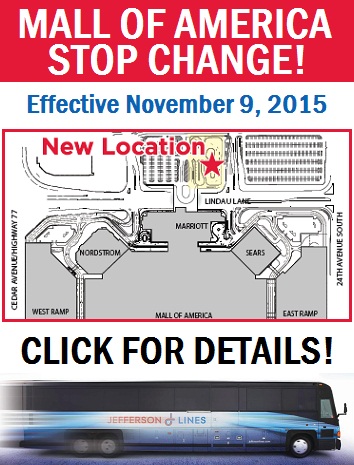 MALL OF AMERICA
STOP CHANGE!
Effective November 9, 2015
New Location
LINDAU LANE
MARRIOTT
CEDAR AVENUE/HIGHWAY 77
NORDSTROM
SEARS
24TH AVENUE SOUTH
WEST RAMP
MALL OF AMERICA
EAST RAMP
CLICK FOR DETAILS!
JEFFERSON LINES